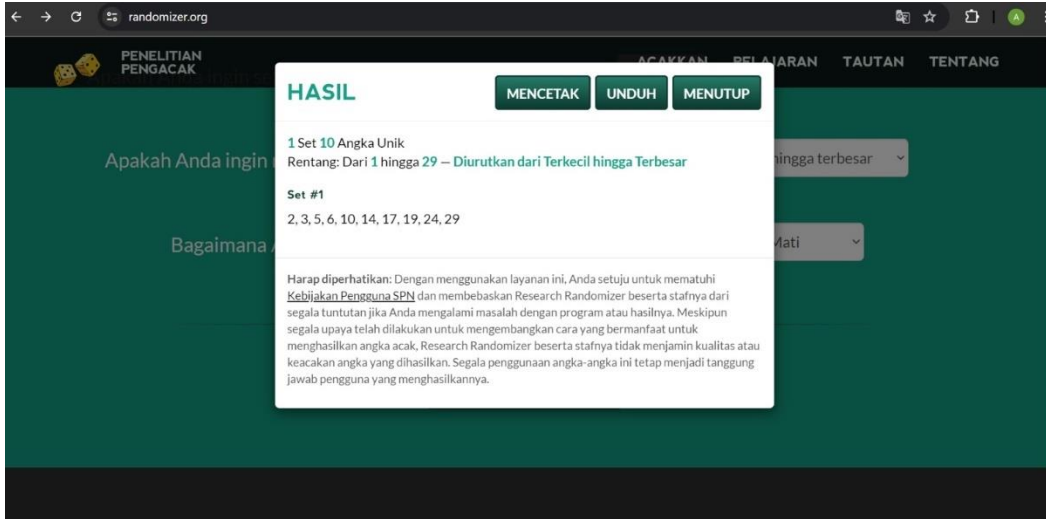 randomizer.org
PENELITIAN
PENGACAK
ACAKKAN PELAJARAN TAUTAN TENTANG
HASIL
MENCETAK UNDUH MENUTUP
1 Set 10 Angka Unik
Rentang: Dari 1 hingga 29 — Diurutkan dari Terkecil hingga Terbesar
Set #1
2, 3, 5, 6, 10, 14, 17, 19, 24, 29
Apakah Anda ingin
hingga terbesar
Bagaimana
Mati
Harap diperhatikan: Dengan menggunakan layanan ini, Anda setuju untuk mematuhi
Kebijakan Pengguna SPN dan membebaskan Research Randomizer beserta stafnya dari
segala tuntutan jika Anda mengalami masalah dengan program atau hasilnya. Meskipun
segala upaya telah dilakukan untuk mengembangkan cara yang bermanfaat untuk
menghasilkan angka acak, Research Randomizer beserta stafnya tidak menjamin kualitas atau
keacakan angka yang dihasilkan. Segala penggunaan angka-angka ini tetap menjadi tanggung
jawab pengguna yang menghasilkannya.